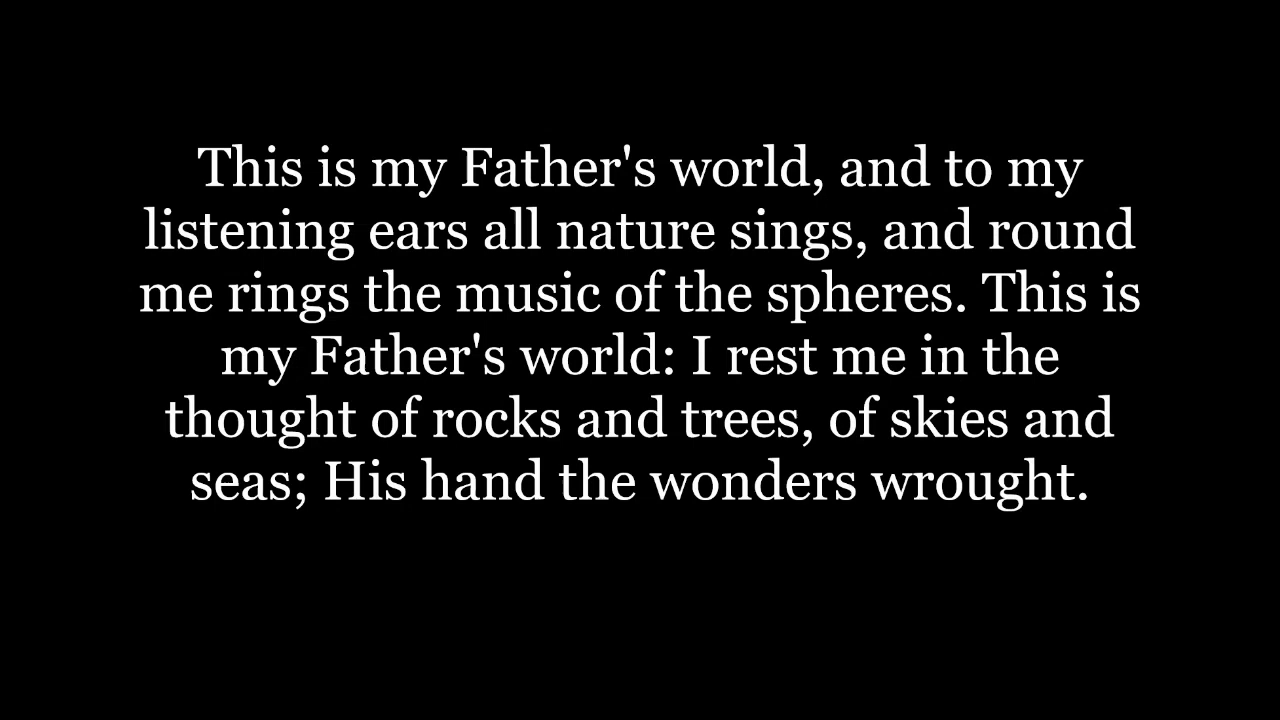 This is my Father's world, and to my
listening ears all nature sings, and round
me rings the music of the spheres. This is
my Father's world: I rest me in the
thought of rocks and trees, of skies and
seas; His hand the wonders wrought.